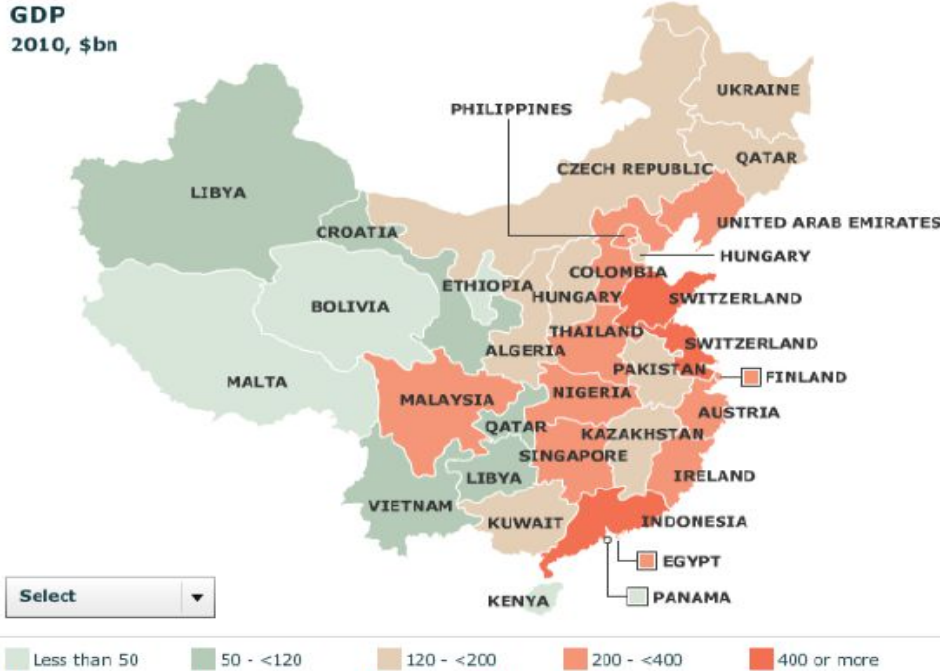 GDP
2010, $bn
UKRAINE
PHILIPPINES
QATAR
CZECH REPUBLIC
LIBYA
UNITED ARAB EMIRATES
CROATIA
HUNGARY
COLOMBIA
ETHIOPIA
HUNGARY
SWITZERLAND
BOLIVIA
THAILAND
SWITZERLAND
ALGERIA
PAKISTAN
FINLAND
MALTA
NIGERIA
MALAYSIA
AUSTRIA
QATAR
KAZAKHSTAN
SINGAPORE
LIBYA
IRELAND
VIETNAM
KUWAIT
INDONESIA
EGYPT
KENYA
PANAMA
Select
Less than 50
50 - <120
120 - <200
200 - <400
400 or more